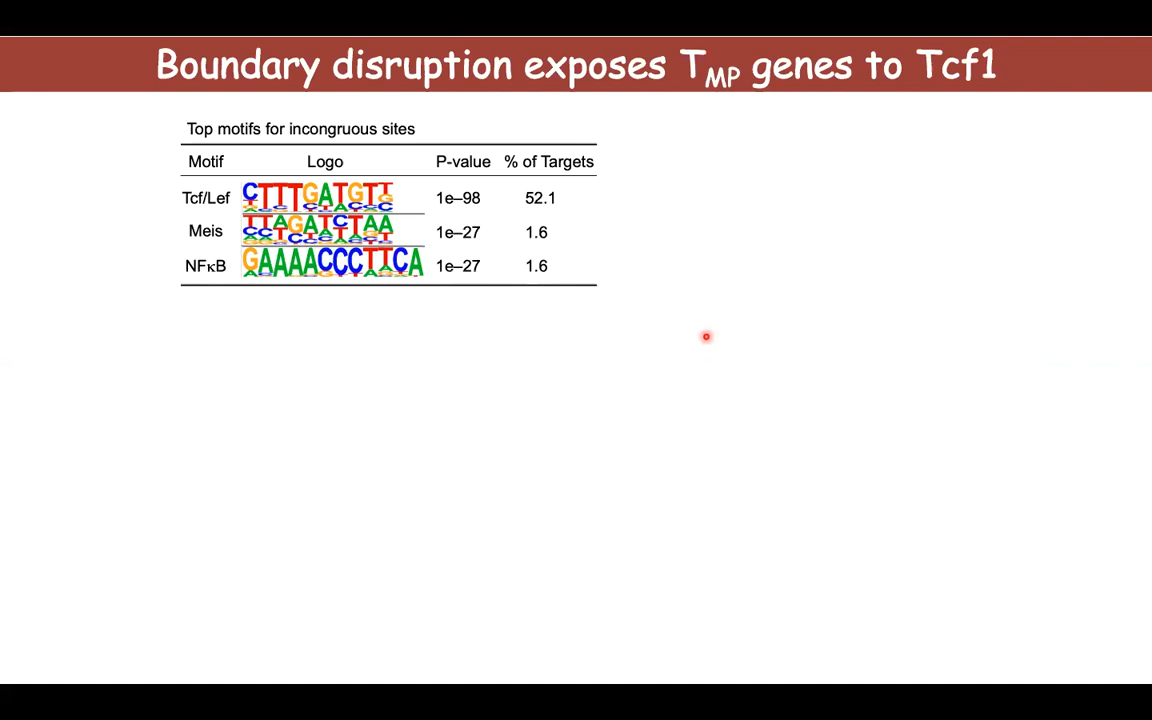 Boundary disruption exposes TMP genes to Tcf1
Top motifs for incongruous sites
Motif Logo P-value % of Targets
Tcf/Lef CTTTGATGTT 1e–98 52.1
Meis TTAGATCTAA 1e–27 1.6
NFκB GAAAACCCTTCA 1e–27 1.6